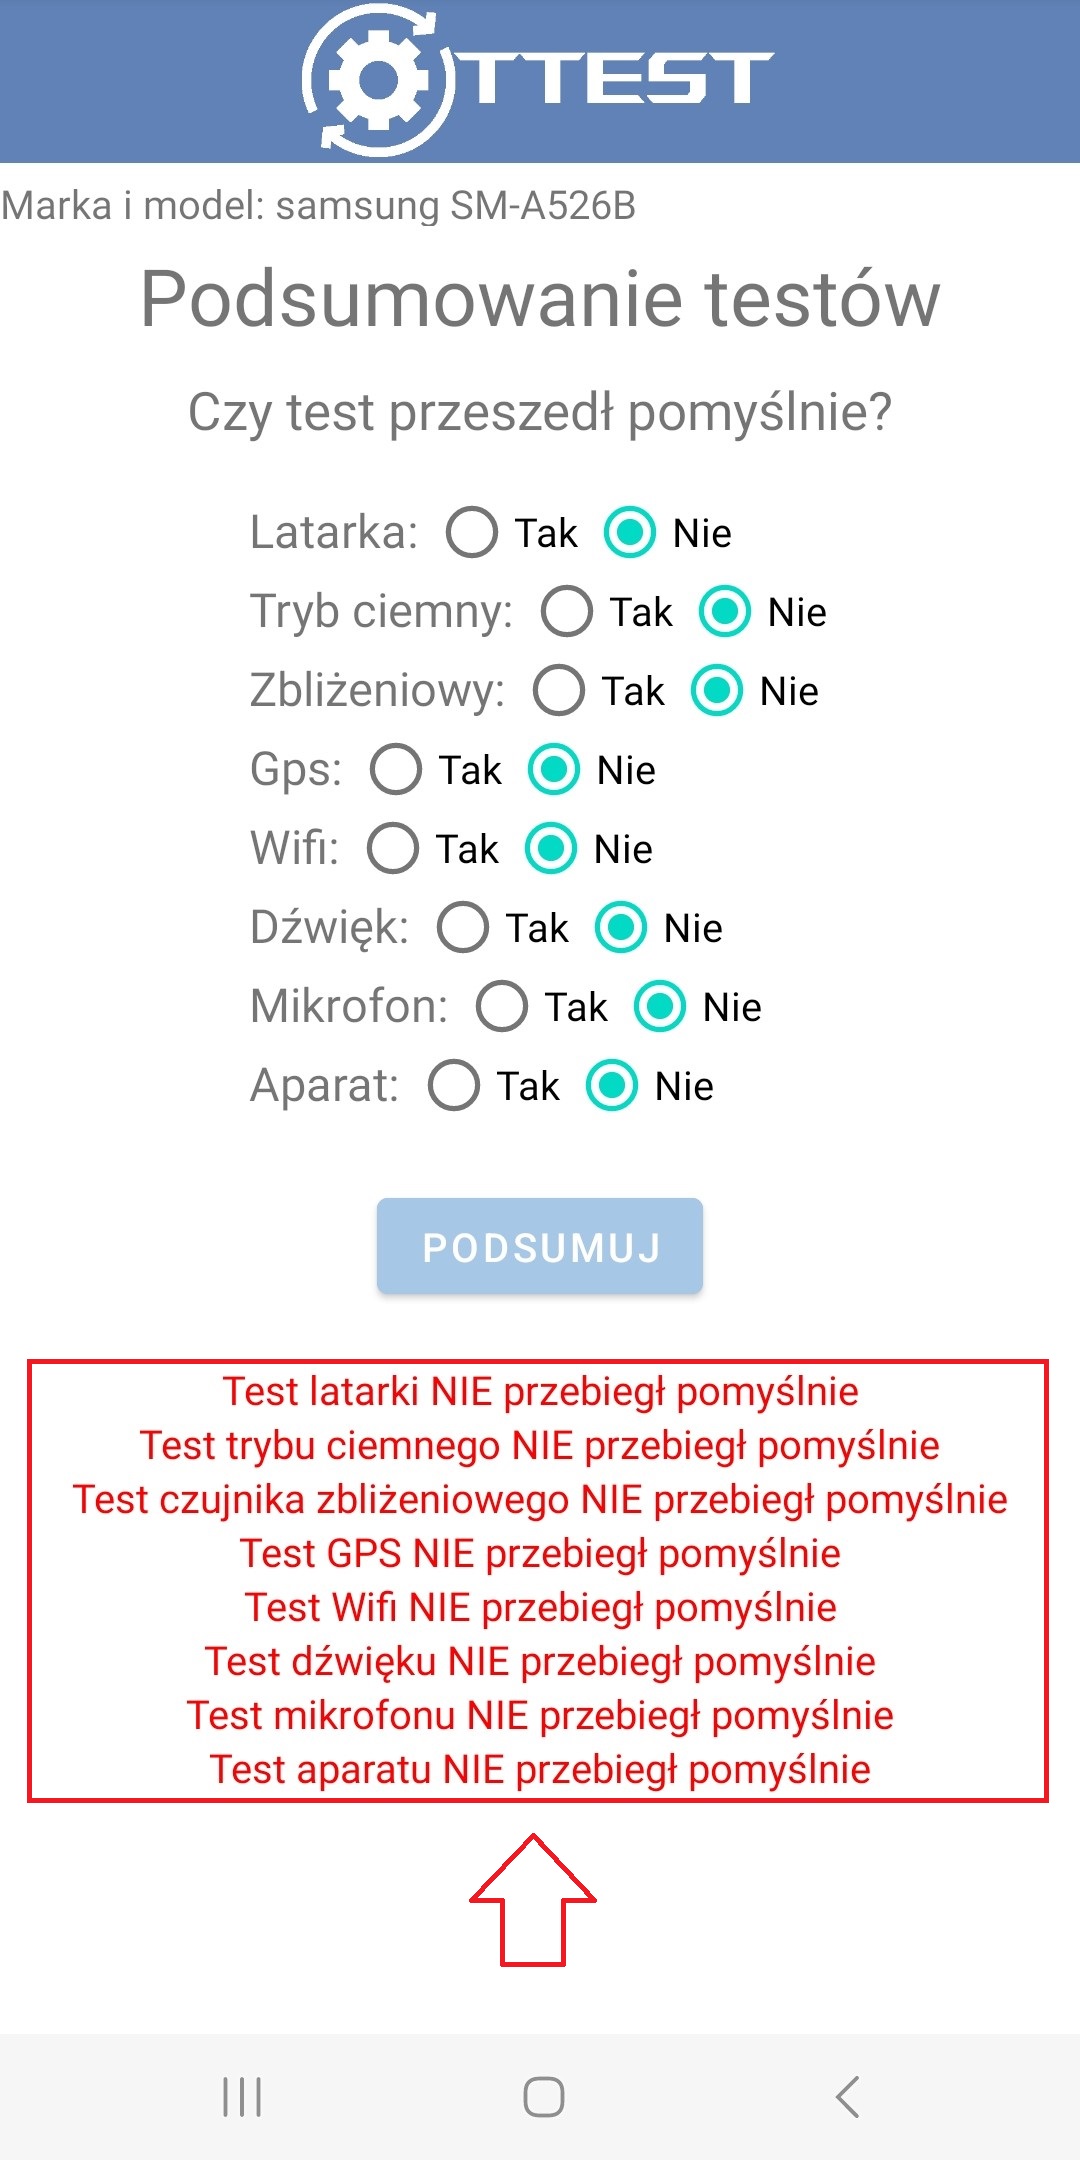 TTEST
Marka i model: samsung SM-A526B
Podsumowanie testów
Czy test przeszedł pomyślnie?
Latarka: Tak Nie
Tryb ciemny: Tak Nie
Zbliżeniowy: Tak Nie
Gps: Tak Nie
Wifi: Tak Nie
Dźwięk: Tak Nie
Mikrofon: Tak Nie
Aparat: Tak Nie
PODSUMUJ
Test latarki NIE przebiegł pomyślnie
Test trybu ciemnego NIE przebiegł pomyślnie
Test czujnika zbliżeniowego NIE przebiegł pomyślnie
Test GPS NIE przebiegł pomyślnie
Test Wifi NIE przebiegł pomyślnie
Test dźwięku NIE przebiegł pomyślnie
Test mikrofonu NIE przebiegł pomyślnie
Test aparatu NIE przebiegł pomyślnie